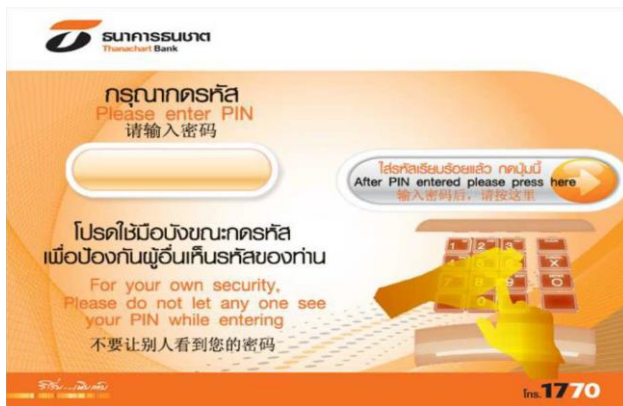 ธนาคารธนชาต
Thanachart Bank
กรุณากดรหัส
Please enter PIN
请输入密码
ใส่รหัสเรียบร้อยแล้ว กดปุ่มนี้
After PIN entered please press here
输入密码后，请按这里
โปรดใช้มือบังขณะกดรหัส
เพื่อป้องกันผู้อื่นเห็นรหัสของท่าน
For your own security,
Please do not let any one see
your PIN while entering
不要让别人看到您的密码
1 2 3
โทร.1770